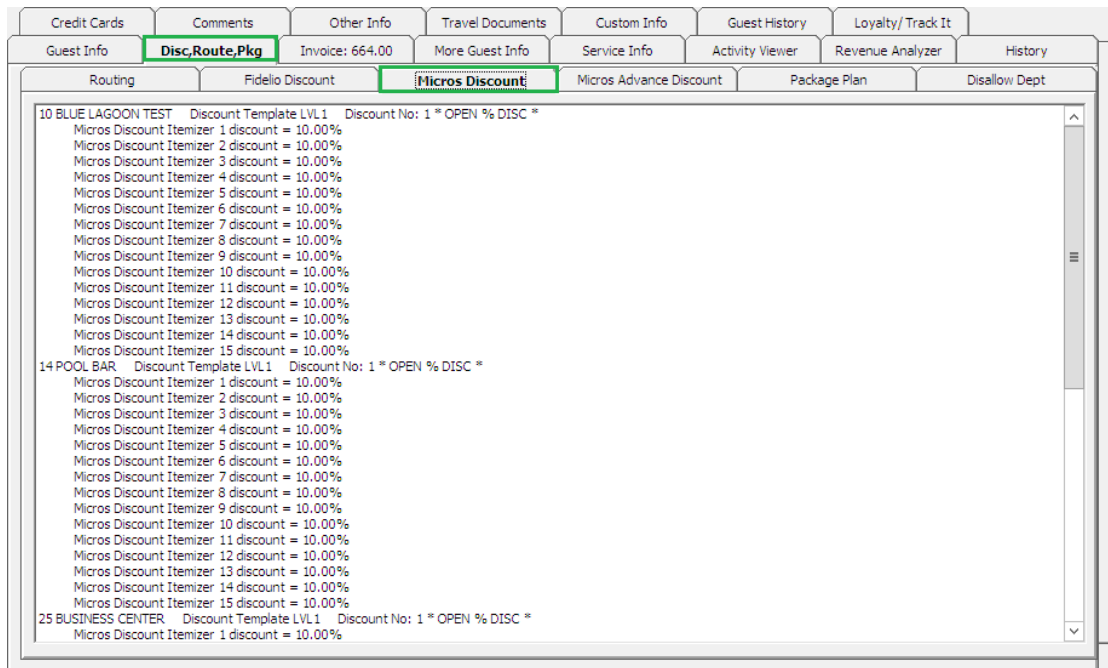 Credit Cards Comments Other Info Travel Documents Custom Info Guest History Loyalty/ Track It
Guest Info Disc,Route,Pkg Invoice: 664.00 More Guest Info Service Info Activity Viewer Revenue Analyzer History
Routing Fidelio Discount Micros Discount Micros Advance Discount Package Plan Disallow Dept
10 BLUE LAGOON TEST Discount Template LVL1 Discount No: 1 * OPEN % DISC *
Micros Discount Itemizer 1 discount = 10.00%
Micros Discount Itemizer 2 discount = 10.00%
Micros Discount Itemizer 3 discount = 10.00%
Micros Discount Itemizer 4 discount = 10.00%
Micros Discount Itemizer 5 discount = 10.00%
Micros Discount Itemizer 6 discount = 10.00%
Micros Discount Itemizer 7 discount = 10.00%
Micros Discount Itemizer 8 discount = 10.00%
Micros Discount Itemizer 9 discount = 10.00%
Micros Discount Itemizer 10 discount = 10.00%
Micros Discount Itemizer 11 discount = 10.00%
Micros Discount Itemizer 12 discount = 10.00%
Micros Discount Itemizer 13 discount = 10.00%
Micros Discount Itemizer 14 discount = 10.00%
Micros Discount Itemizer 15 discount = 10.00%
14 POOL BAR Discount Template LVL1 Discount No: 1 * OPEN % DISC *
Micros Discount Itemizer 1 discount = 10.00%
Micros Discount Itemizer 2 discount = 10.00%
Micros Discount Itemizer 3 discount = 10.00%
Micros Discount Itemizer 4 discount = 10.00%
Micros Discount Itemizer 5 discount = 10.00%
Micros Discount Itemizer 6 discount = 10.00%
Micros Discount Itemizer 7 discount = 10.00%
Micros Discount Itemizer 8 discount = 10.00%
Micros Discount Itemizer 9 discount = 10.00%
Micros Discount Itemizer 10 discount = 10.00%
Micros Discount Itemizer 11 discount = 10.00%
Micros Discount Itemizer 12 discount = 10.00%
Micros Discount Itemizer 13 discount = 10.00%
Micros Discount Itemizer 14 discount = 10.00%
Micros Discount Itemizer 15 discount = 10.00%
25 BUSINESS CENTER Discount Template LVL1 Discount No: 1 * OPEN % DISC *
Micros Discount Itemizer 1 discount = 10.00%